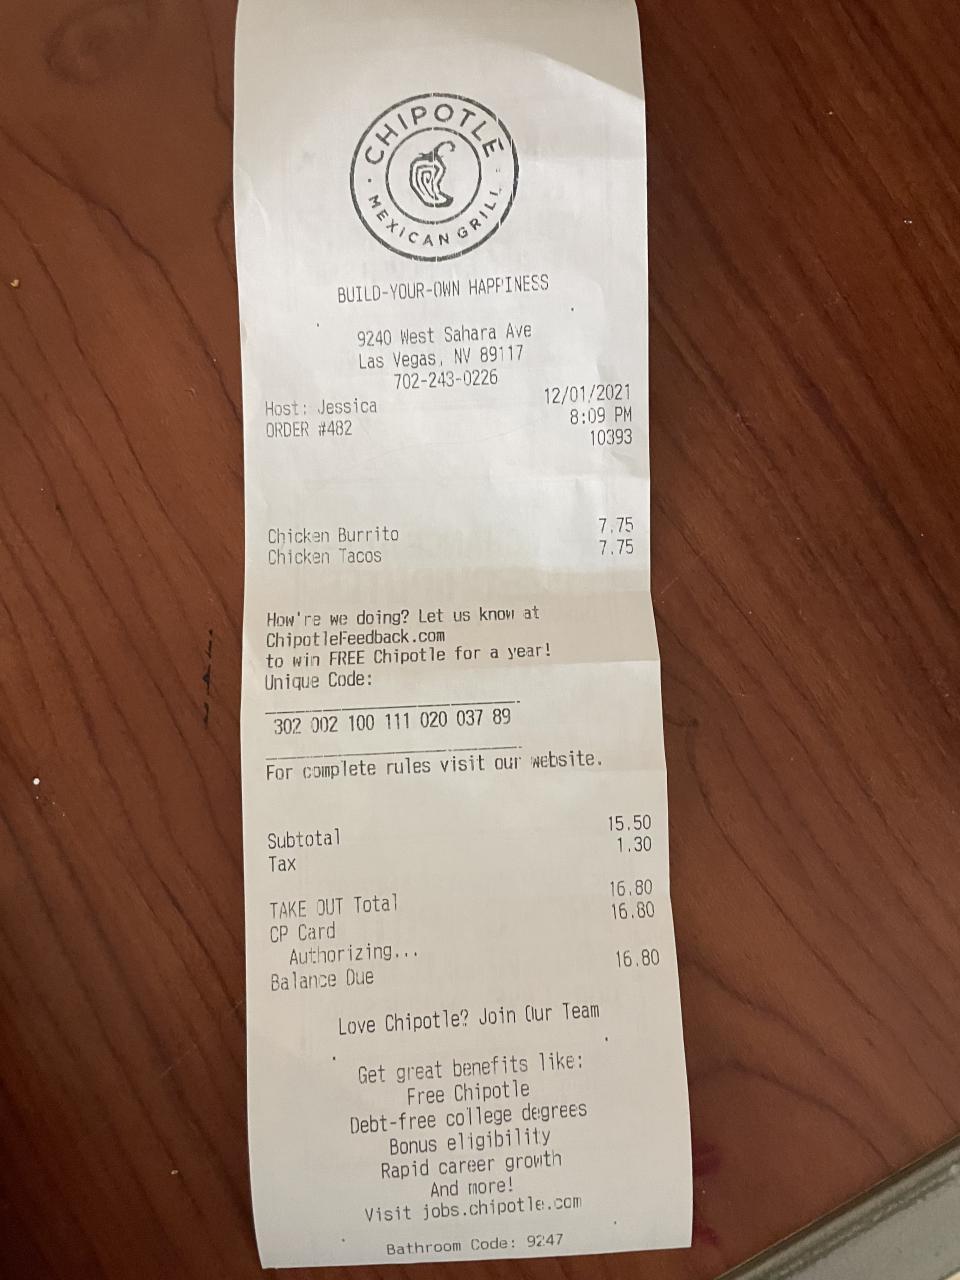 CHIPOTLE
MEXICAN GRILL
BUILD-YOUR-OWN HAPPINESS
9240 West Sahara Ave
Las Vegas, NV 89117
702-243-0226
Host: Jessica 12/01/2021
ORDER #482 8:09 PM
10393
Chicken Burrito 7.75
Chicken Tacos 7.75
How're we doing? Let us know at
ChipotleFeedback.com
to win FREE Chipotle for a year!
Unique Code:
302 002 100 111 020 037 89
For complete rules visit our website.
Subtotal 15.50
Tax 1.30
TAKE OUT Total 16.80
CP Card 16.80
Authorizing...
Balance Due 16.80
Love Chipotle? Join Our Team
Get great benefits like:
Free Chipotle
Debt-free college degrees
Bonus eligibility
Rapid career growth
And more!
Visit jobs.chipotle.com
Bathroom Code: 9247